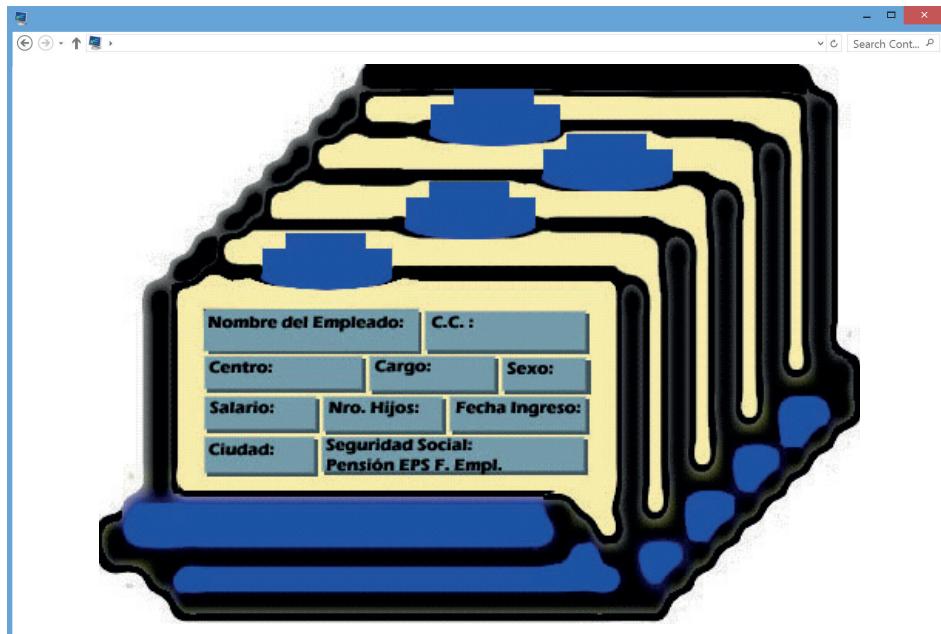 Search Cont...
Nombre del Empleado: C.C. :
Centro: Cargo: Sexo:
Salario: Nro. Hijos: Fecha Ingreso:
Ciudad: Seguridad Social:
Pensión EPS F. Empl.